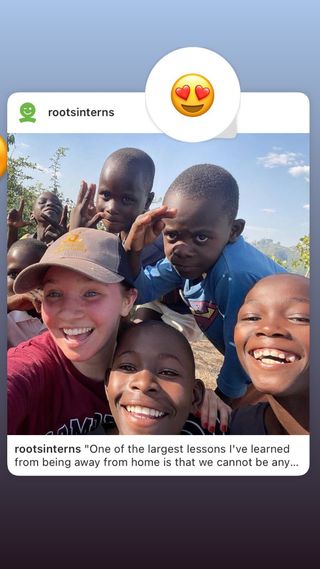 rootsinterns
rootsinterns "One of the largest lessons I've learned
from being away from home is that we cannot be any...